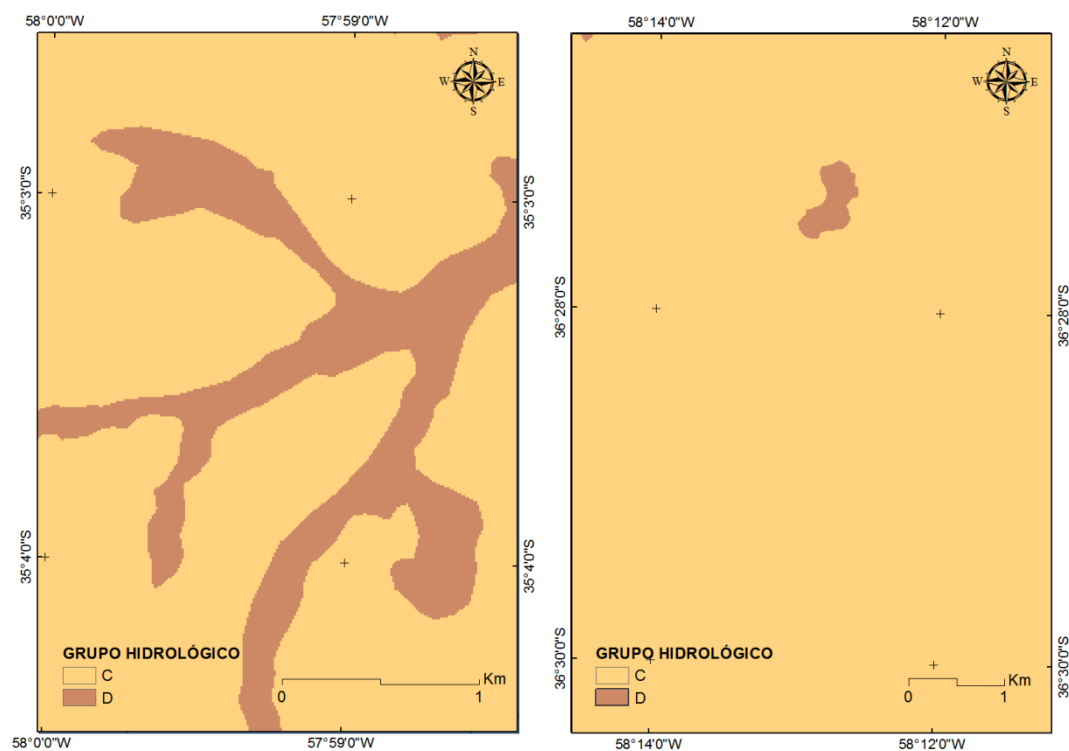 58°0'0"W 57°59'0"W
N
W E
S
35°3'0"S 35°3'0"S
35°4'0"S 35°4'0"S
GRUPO HIDROLÓGICO
C
D
Km
0 1
58°0'0"W 57°59'0"W
58°14'0"W 58°12'0"W
N
W E
S
36°28'0"S 36°28'0"S
36°30'0"S 36°30'0"S
GRUPO HIDROLÓGICO
C
D
Km
0 1
58°14'0"W 58°12'0"W